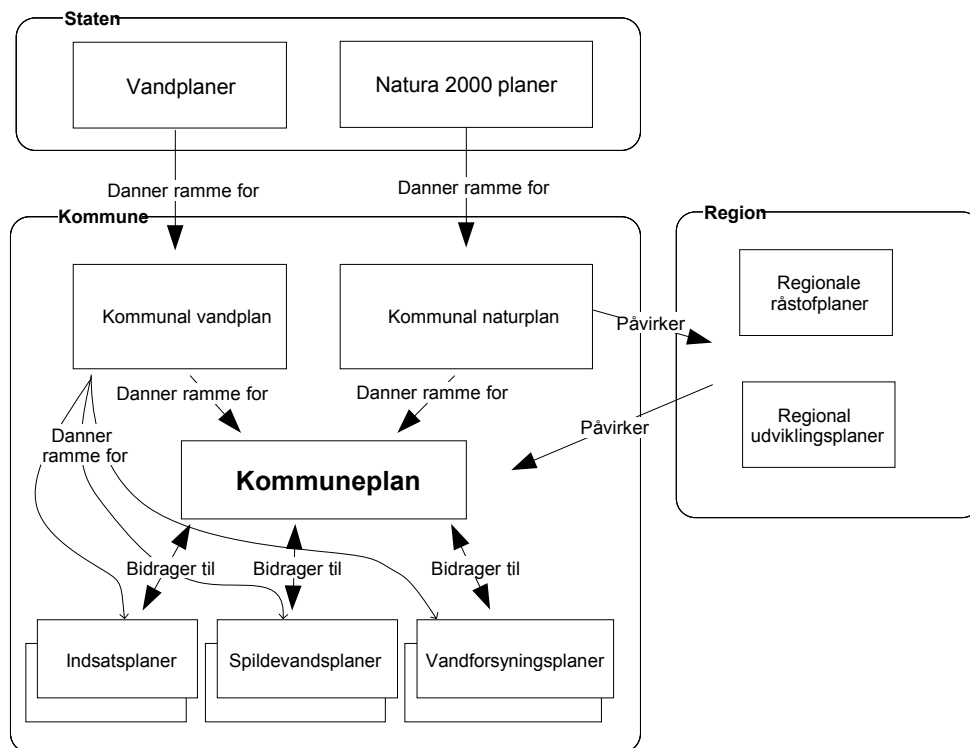 Staten
Vandplaner
Natura 2000 planer
Danner ramme for
Danner ramme for
Kommune
Region
Kommunal vandplan
Kommunal naturplan
Regionale
råstofplaner
Påvirker
Danner ramme for
Danner ramme for
Regional
udviklingsplaner
Påvirker
Danner
ramme for
Kommuneplan
Bidrager til
Bidrager til
Bidrager til
Indsatsplaner
Spildevandsplaner
Vandforsyningsplaner